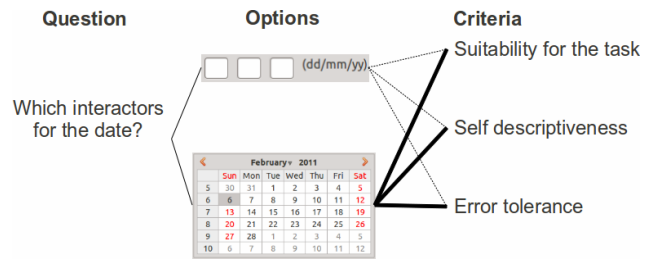 Question
Options
Criteria
(dd/mm/yy)
Suitability for the task
Which interactors
for the date?
Self descriptiveness
Error tolerance
February 2011
Sun Mon Tue Wed Thu Fri Sat
5 30 31 1 2 3 4 5
6 6 7 8 9 10 11 12
7 13 14 15 16 17 18 19
8 20 21 22 23 24 25 26
9 27 28 1 2 3 4 5
10 6 7 8 9 10 11 12